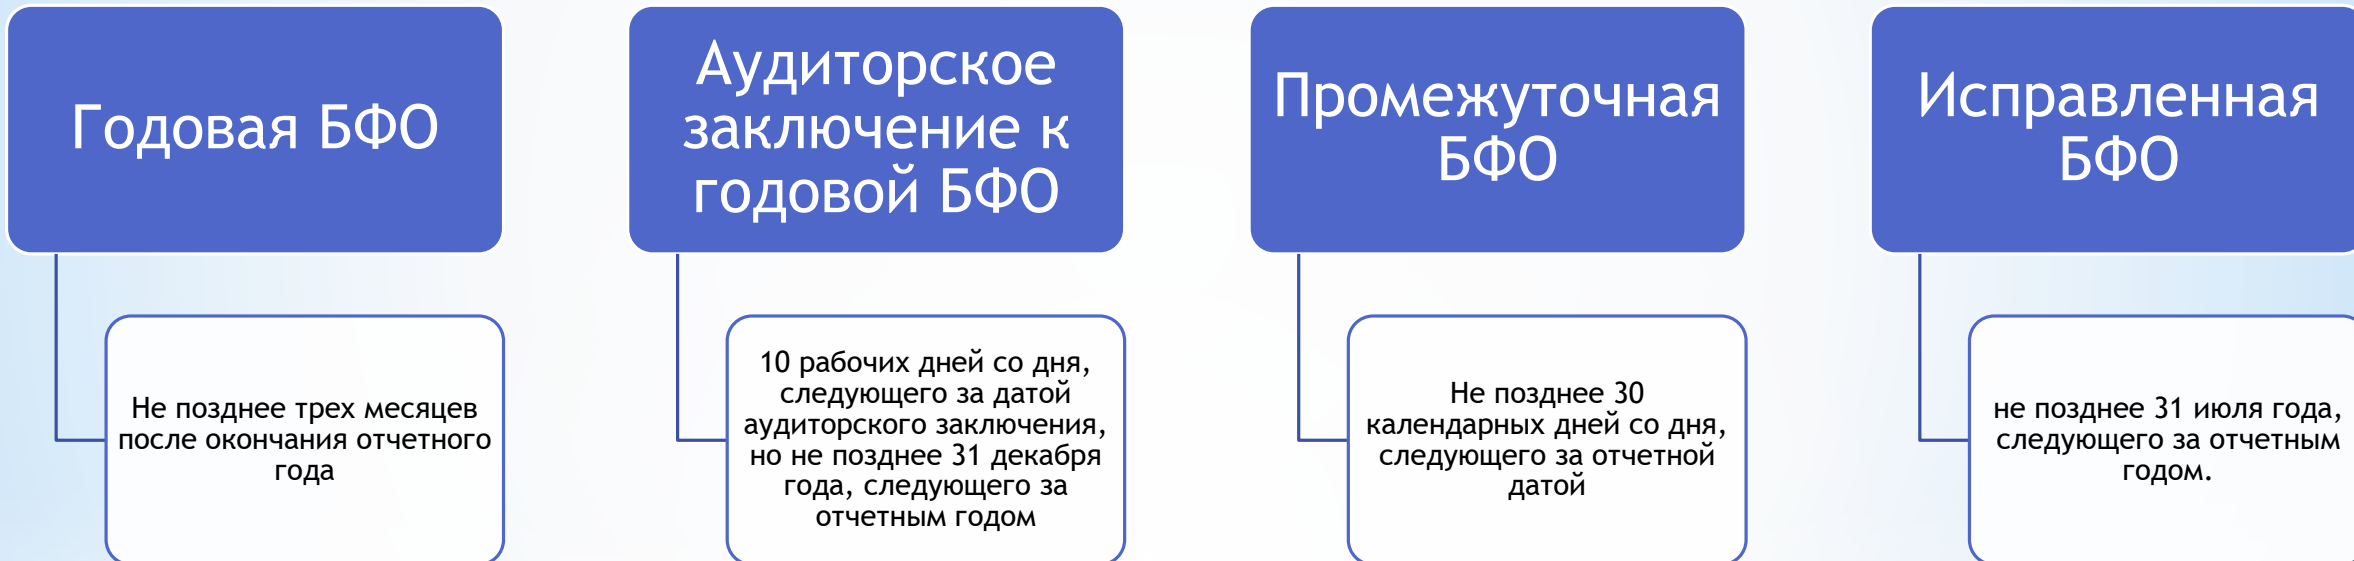 Годовая БФО
Не позднее трех месяцев
после окончания отчетного
года
Аудиторское
заключение к
годовой БФО
10 рабочих дней со дня,
следующего за датой
аудиторского заключения,
но не позднее 31 декабря
года, следующего за
отчетным годом
Промежуточная
БФО
Не позднее 30
календарных дней со дня,
следующего за отчетной
датой
Исправленная
БФО
не позднее 31 июля года,
следующего за отчетным
годом.